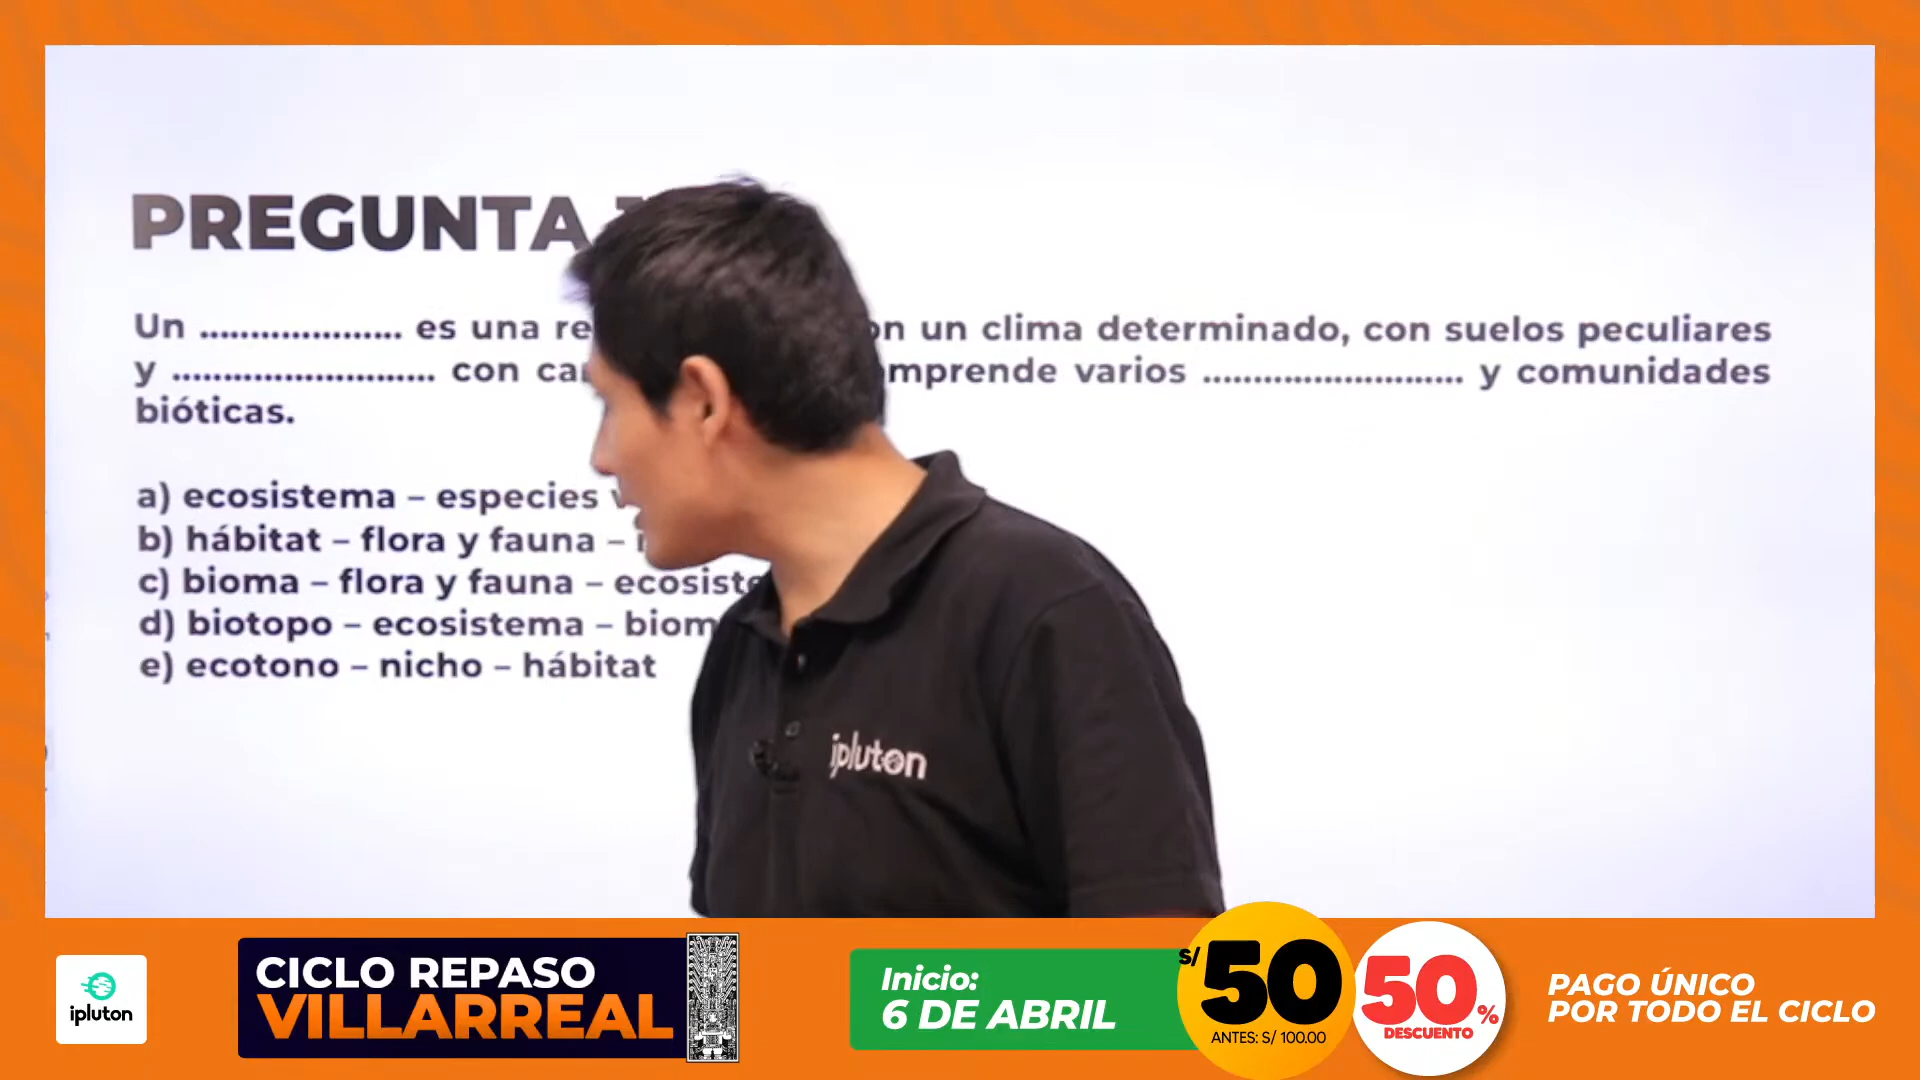 PREGUNTA
Un .................... es una re on un clima determinado, con suelos peculiares
y .......................... con ca mprende varios .......................... y comunidades
bióticas.
a) ecosistema – especies
b) hábitat – flora y fauna –
c) bioma – flora y fauna – ecosiste
d) biotopo – ecosistema – biom
e) ecotono – nicho – hábitat
ipluton
ipluton
CICLO REPASO
VILLARREAL
Inicio:
6 DE ABRIL
S/ 50
ANTES: S/ 100.00
50%
DESCUENTO
PAGO ÚNICO
POR TODO EL CICLO